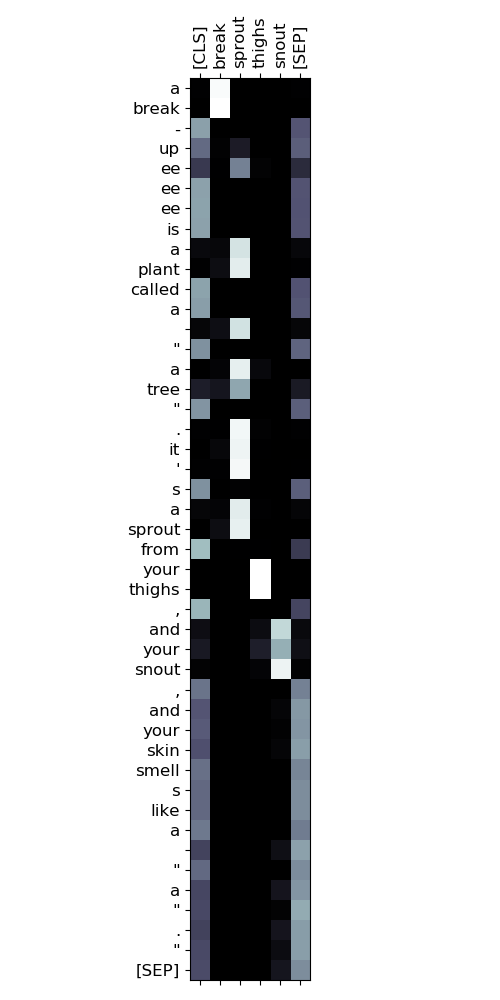 [CLS] break sprout thighs snout [SEP]
a
break
-
up
ee
ee
ee
is
a
plant
called
a
"
a
tree
"
.
it
'
s
a
sprout
from
your
thighs
,
and
your
snout
,
and
your
skin
smell
s
like
a
"
a
"
.
"
[SEP]